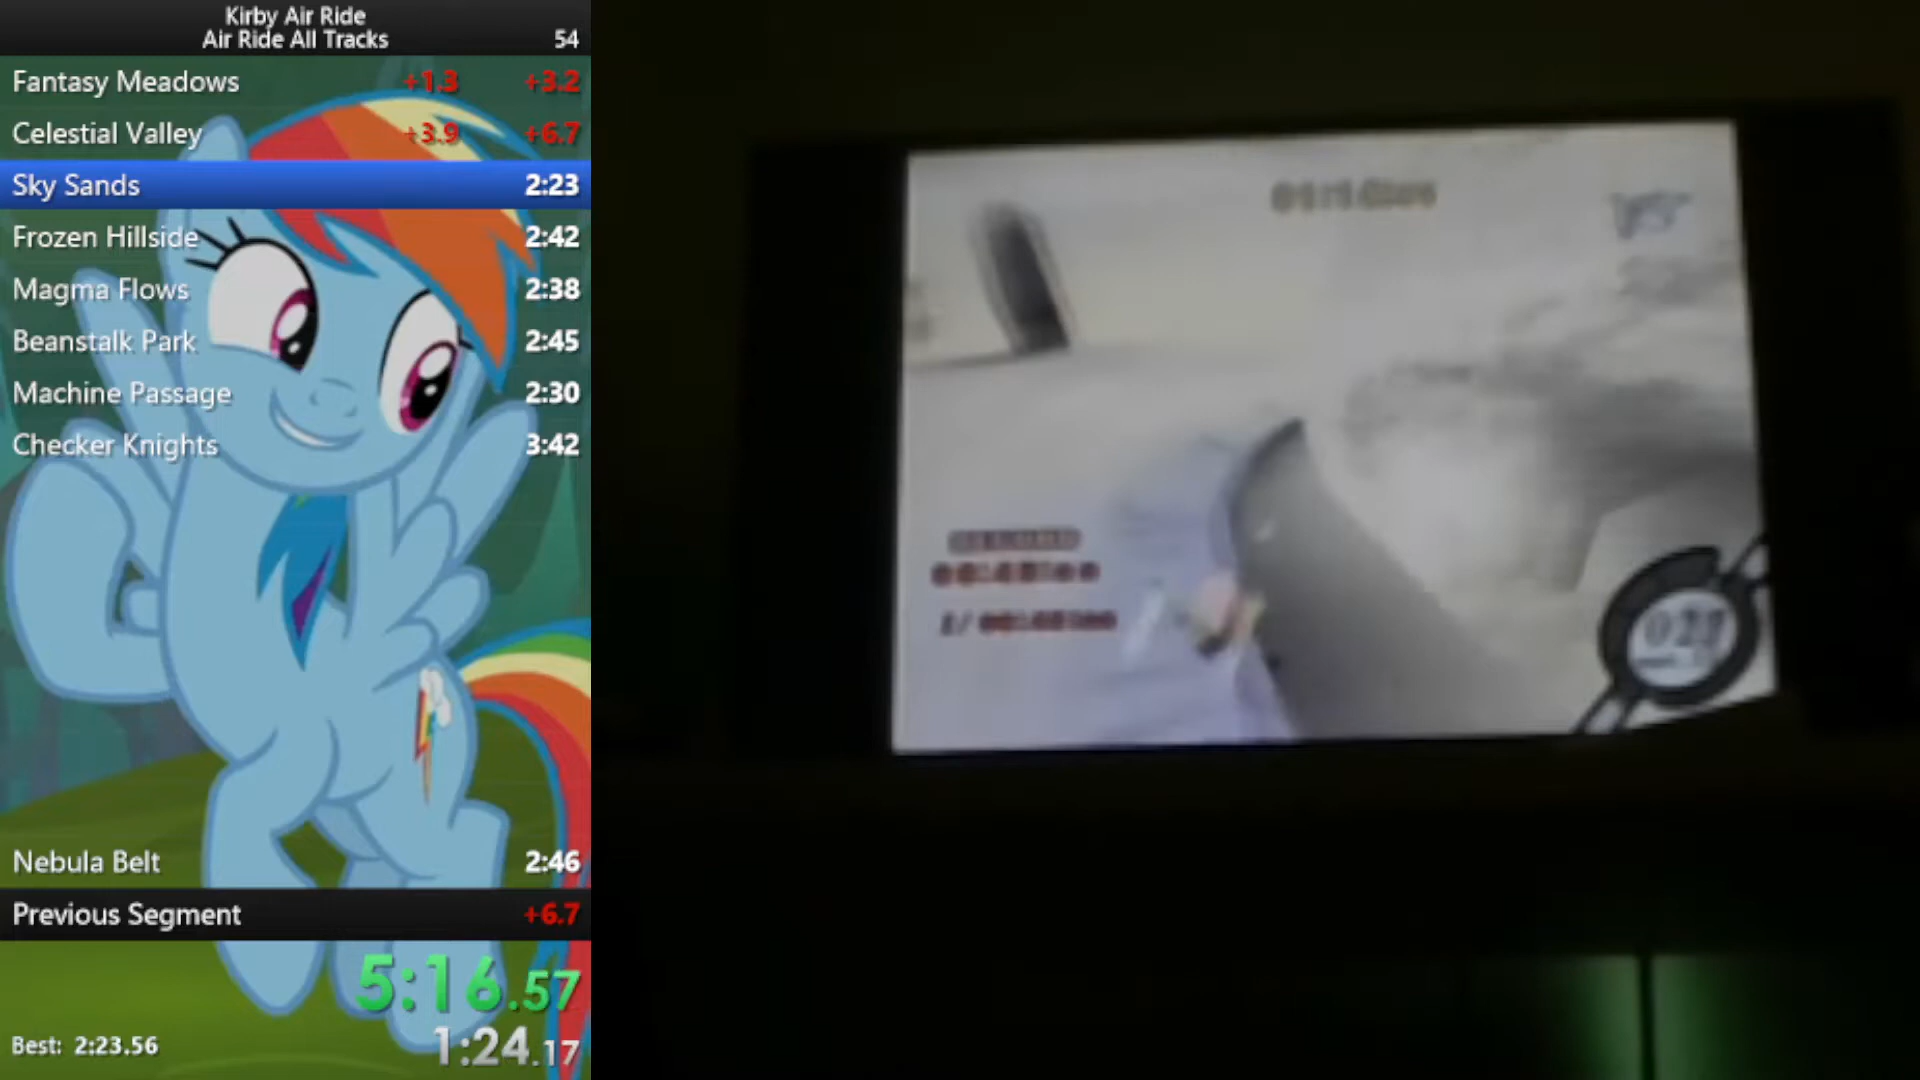 Kirby Air Ride
Air Ride All Tracks 54
Fantasy Meadows +1.3 +3.2
Celestial Valley +3.9 +6.7
Sky Sands 2:23
Frozen Hillside 2:42
Magma Flows 2:38
Beanstalk Park 2:45
Machine Passage 2:30
Checker Knights 3:42
Nebula Belt 2:46
Previous Segment +6.7
5:16.57
Best: 2:23.56 1:24.17